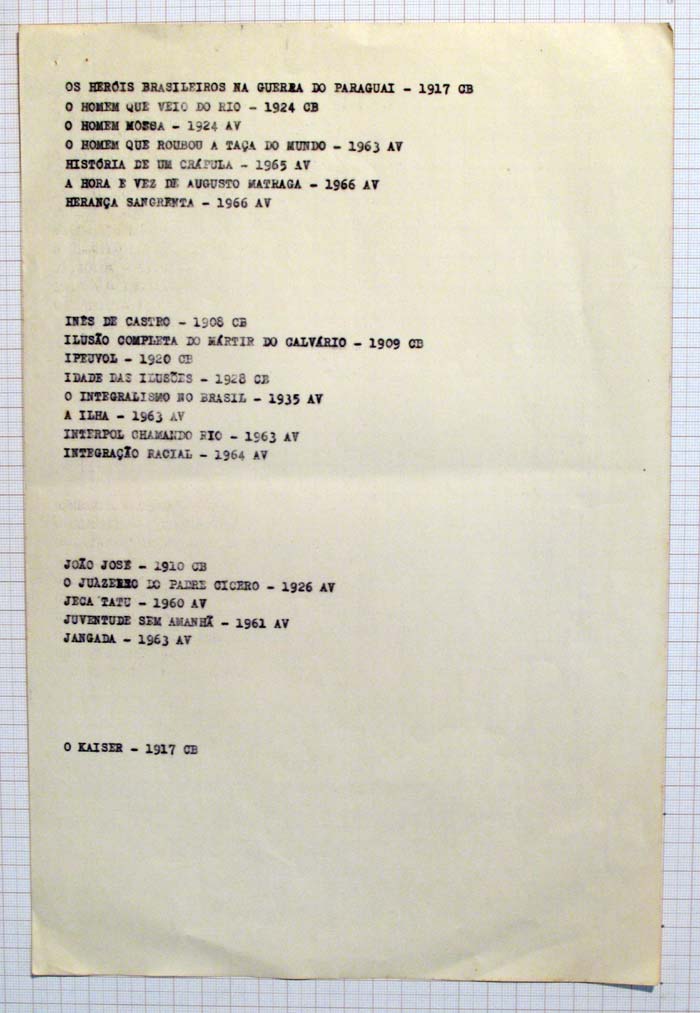 OS HERÓIS BRASILEIROS NA GUERRA DO PARAGUAI - 1917 CB
O HOMEM QUE VEIO DO RIO - 1924 CB
O HOMEM MOSSA - 1924 AV
O HOMEM QUE ROUBOU A TAÇA DO MUNDO - 1963 AV
HISTÓRIA DE UM CRÁPULA - 1965 AV
A HORA E VEZ DE AUGUSTO MATRAGA - 1966 AV
HERANÇA SANGRENTA - 1966 AV
INÊS DE CASTRO - 1908 CB
ILUSÃO COMPLETA DO MÁRTIR DO CALVÁRIO - 1909 CB
IPEUVOL - 1920 CB
IDADE DAS ILUSÕES - 1928 CB
O INTEGRALISMO NO BRASIL - 1935 AV
A ILHA - 1963 AV
INTERPOL CHAMANDO RIO - 1963 AV
INTEGRAÇÃO RACIAL - 1964 AV
JOÃO JOSÉ - 1910 CB
O DO PADRE CICERO - 1926 AV
JECA TATU - 1960 AV
JUVENTUDE SEM AMANHÃ - 1961 AV
JANGADA - 1963 AV
O KAISER - 1917 CB